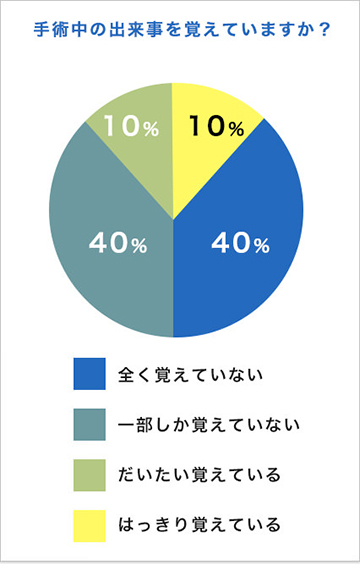 手術中の出来事を覚えていますか？
10%
10%
40%
40%
全く覚えていない
一部しか覚えていない
だいたい覚えている
はっきり覚えている